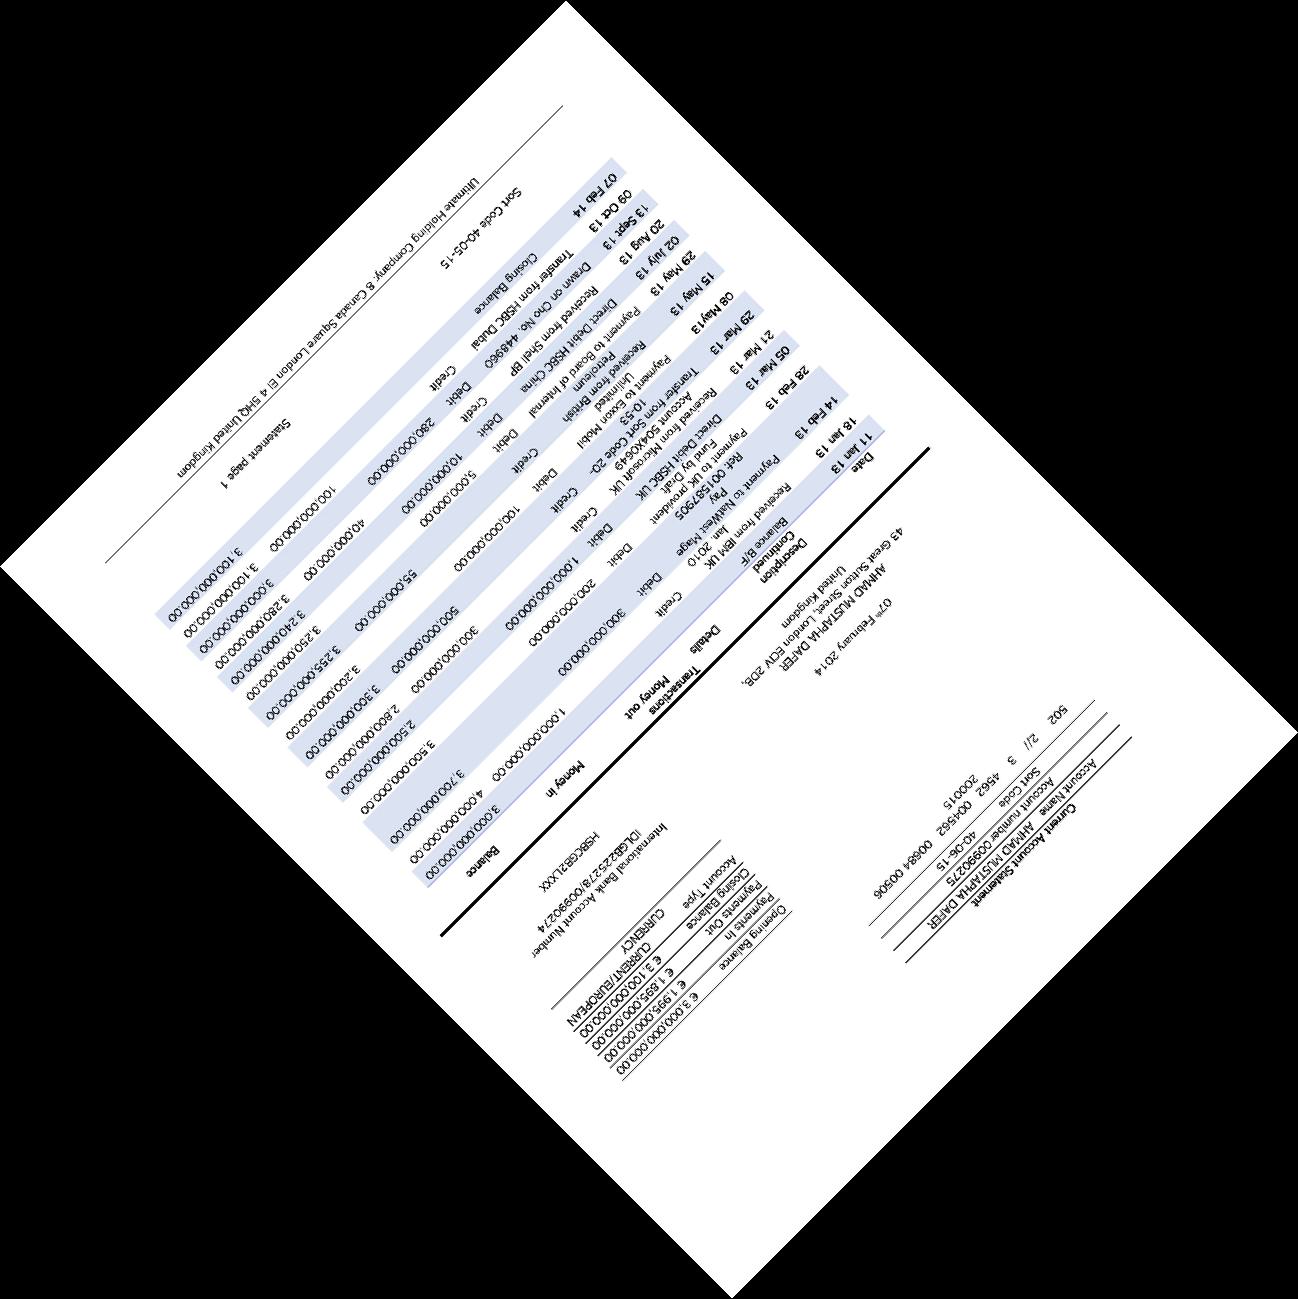 Current Account Statement
Account Name AHMAD MUSTAPHA DAFER
Account number 00990275
Sort Code 40-06-15
502 2// 3 4562 004562 00684 00506
200015
Opening Balance € 3,000,000,000.00
Payments In € 1,995,000,000.00
Payments Out € 1,895,000,000.00
Closing Balance € 3,100,000,000.00
Account Type CURRENT/EUROPEAN
CURRENCY
07th February 2014
AHMAD MUSTAPHA DAFER
43 Great Sutton Street, London ECIV 2DB,
United Kingdom
International Bank Account Number
IDLGB225278/00990274
HSBCGB2LXXX
Transactions
Date Description Details Money out Money in Balance
Continued
11 Jan 13 Balance B/F 3,000,000,000.00
18 Jan 13 Received from IBM UK Credit 1,000,000,000.00 4,000,000,000.00
Jan. 2010
14 Feb 13 Payment to NatWest Mage Debit 300,000,000.00 3,700,000,000.00
Pay
Ref: 001587905
28 Feb 13 Payment to UK provident Debit 200,000,000.00 3,500,000,000.00
Fund by Draft
05 Mar 13 Direct Debit HSBC UK Debit 1,000,000,000.00 2,500,000,000.00
21 Mar 13 Received from Microsoft UK Credit 300,000,000.00 2,800,000,000.00
Account 504X0649
29 Mar 13 Transfer from Sort Code 20- Credit 500,000,000.00 3,300,000,000.00
10-53
08 May13 Payment to Exxon Mobil Debit 100,000,000.00 3,200,000,000.00
Unlimited
15 May 13 Received from British Credit 55,000,000.00 3,255,000,000.00
Petroleum
29 May 13 Payment to Board of Internal Debit 5,000,000.00 3,250,000,000.00
02 July 13 Direct Debit HSBC China Debit 10,000,000.00 3,240,000,000.00
20 Aug 13 Received from Shell BP Credit 40,000,000.00 3,280,000,000.00
13 Sept 13 Drawn on Cho No. 448960 Debit 280,000,000.00 3,000,000,000.00
09 Oct 13 Transfer from HSBC Dubai Credit 100,000,000.00 3,100,000,000.00
07 Feb 14 Closing Balance 3,100,000,000.00
Sort Code 40-05-15 Statement page 1
Ultimate Holding Company: 8 Canada Square London EI 4 5HQ United Kingdom